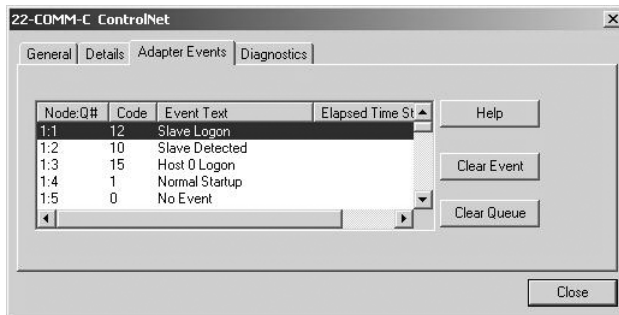 22-COMM-C ControlNet
General Details Adapter Events Diagnostics
Node:Q# Code Event Text Elapsed Time St
1:1 12 Slave Logon
1:2 10 Slave Detected
1:3 15 Host 0 Logon
1:4 1 Normal Startup
1:5 0 No Event
Help
Clear Event
Clear Queue
Close